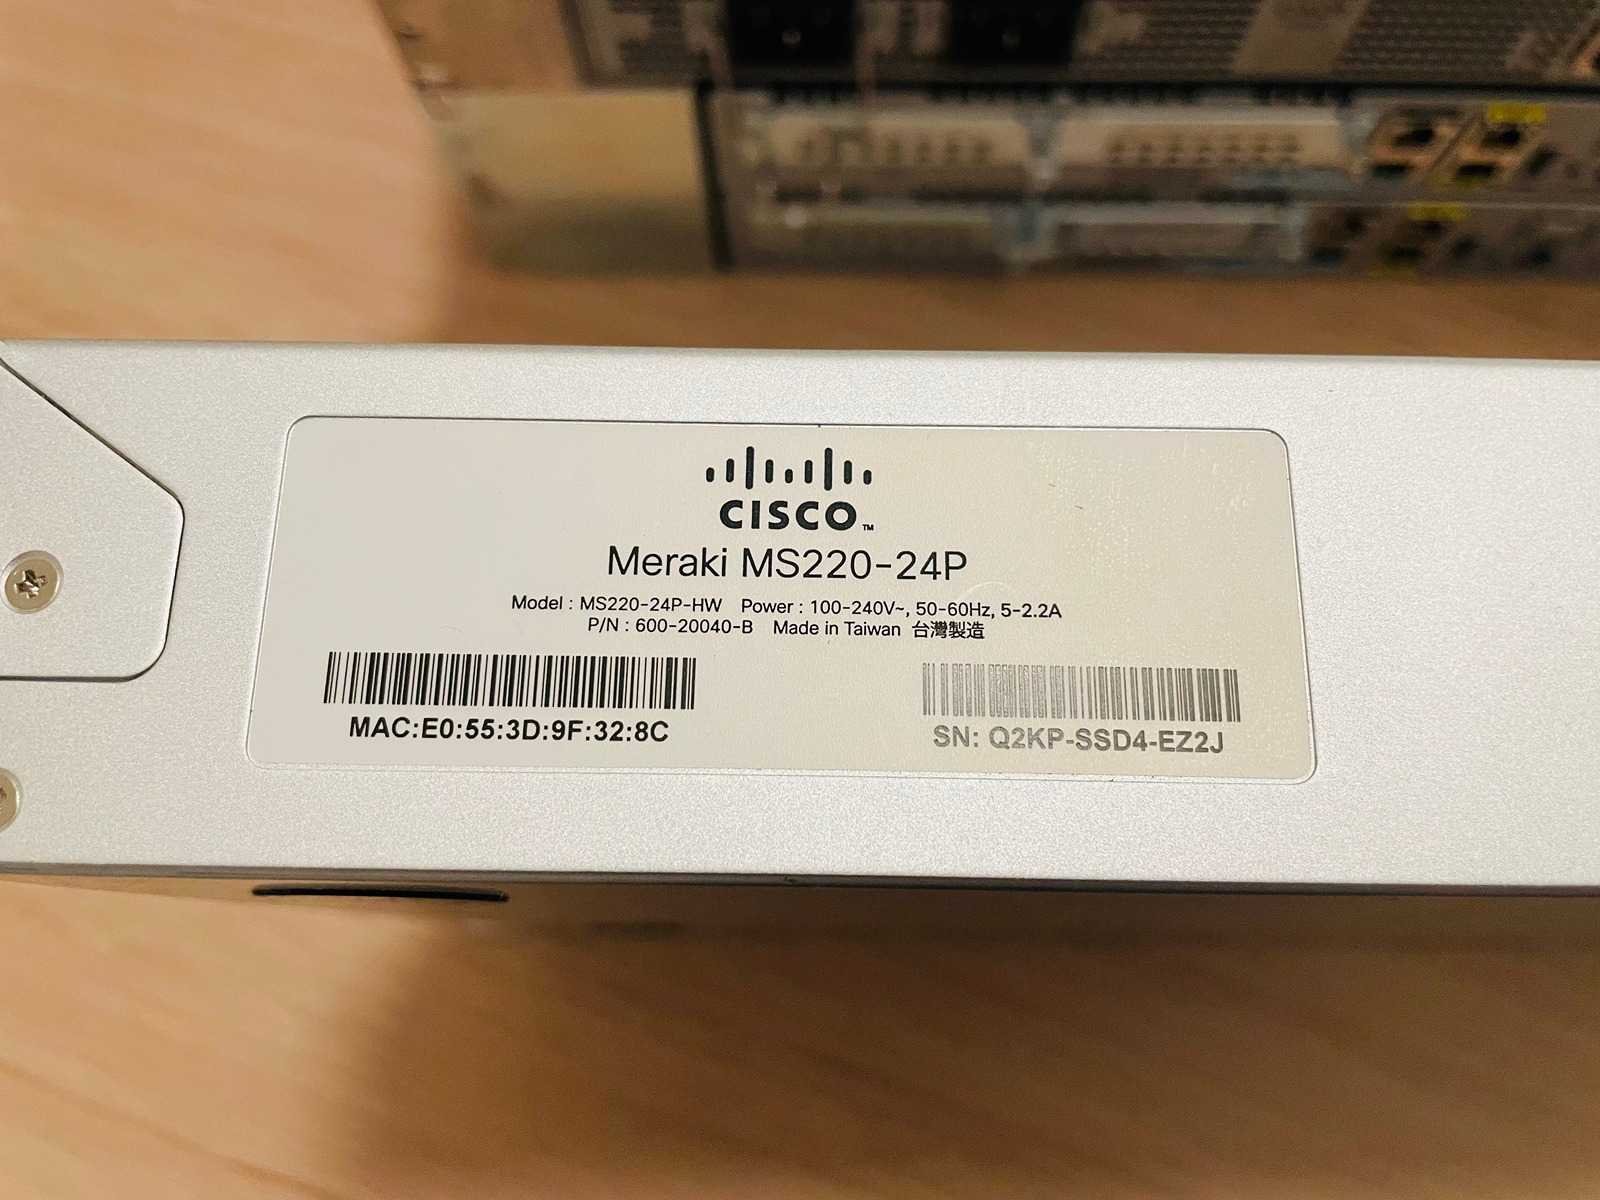 CISCO™
Meraki MS220-24P
Model : MS220-24P-HW Power : 100-240V~, 50-60Hz, 5-2.2A
P/N : 600-20040-B Made in Taiwan 台灣製造
MAC:E0:55:3D:9F:32:8C
SN: Q2KP-SSD4-EZ2J